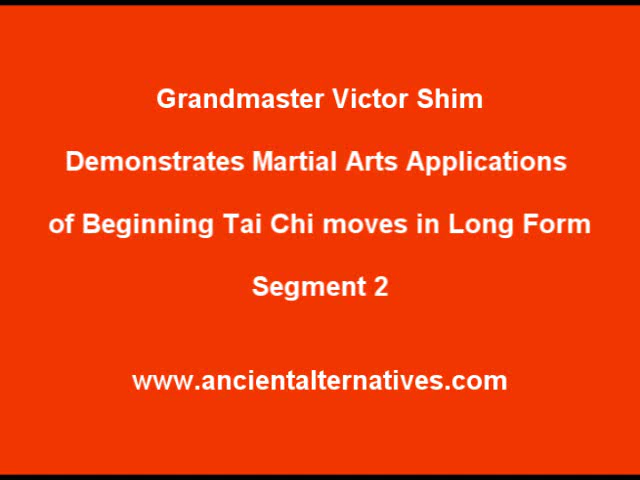 Grandmaster Victor Shim
Demonstrates Martial Arts Applications
of Beginning Tai Chi moves in Long Form
Segment 2
www.ancientalternatives.com